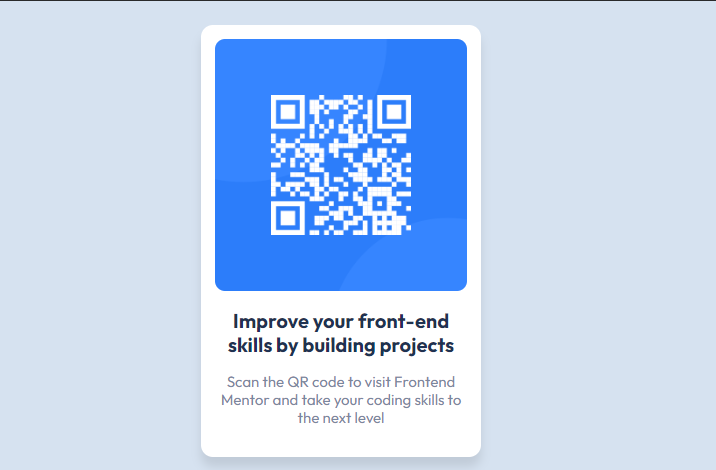 Improve your front-end
skills by building projects
Scan the QR code to visit Frontend
Mentor and take your coding skills to
the next level